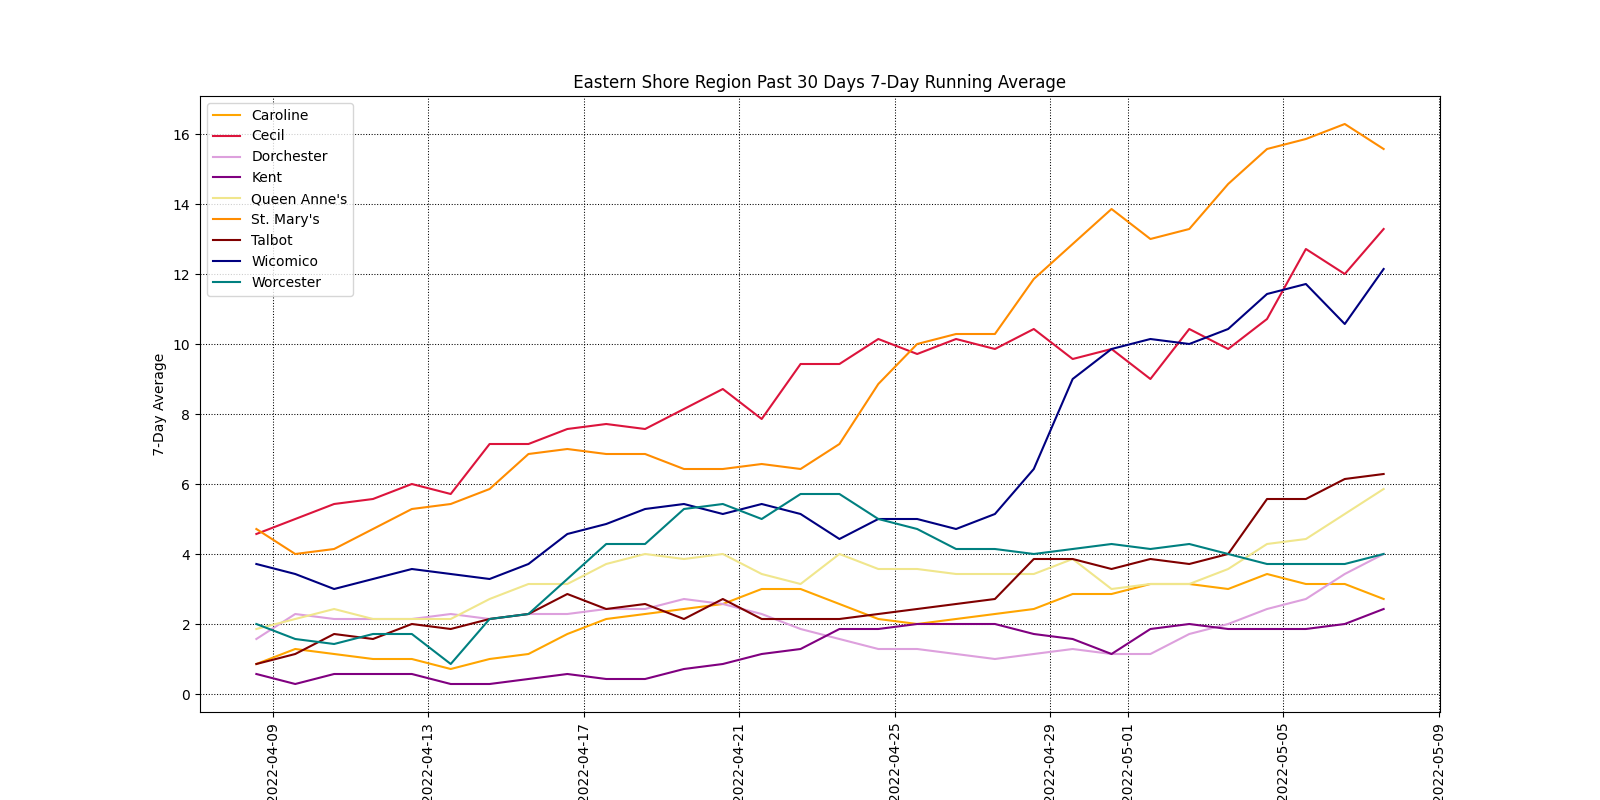 Eastern Shore Region Past 30 Days 7-Day Running Average
Caroline
Cecil
Dorchester
Kent
Queen Anne's
St. Mary's
Talbot
Wicomico
Worcester
7-Day Average
16
14
12
10
8
6
4
2
0
2022-04-09
2022-04-13
2022-04-17
2022-04-21
2022-04-25
2022-04-29
2022-05-01
2022-05-05
2022-05-09